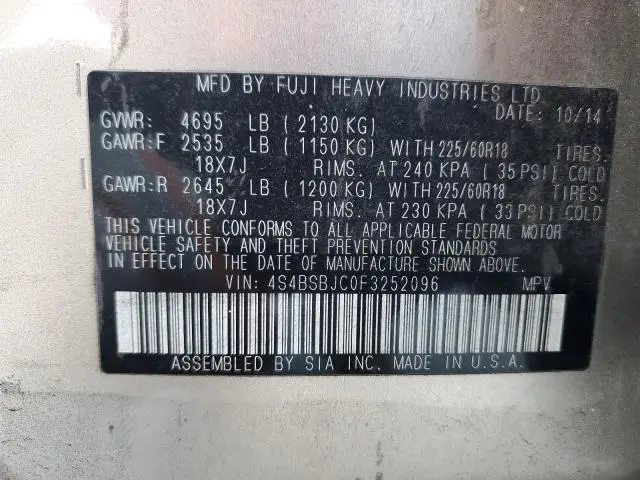 MFD BY FUJI HEAVY INDUSTRIES LTD
DATE: 10/14
GVWR: 4695 LB ( 2130 KG)
GAWR:F 2535 LB ( 1150 KG) WITH 225/60R18 TIRES.
18X7J RIMS. AT 240 KPA ( 35 PSI) COLD
GAWR:R 2645 LB ( 1200 KG) WITH 225/60R18 TIRES.
18X7J RIMS. AT 230 KPA ( 33 PSI) COLD
THIS VEHICLE CONFORMS TO ALL APPLICABLE FEDERAL MOTOR
VEHICLE SAFETY AND THEFT PREVENTION STANDARDS
IN EFFECT ON THE DATE OF MANUFACTURE SHOWN ABOVE.
VIN: 4S4BSBJC0F3252096 MPV
ASSEMBLED BY SIA INC. MADE IN U.S.A.